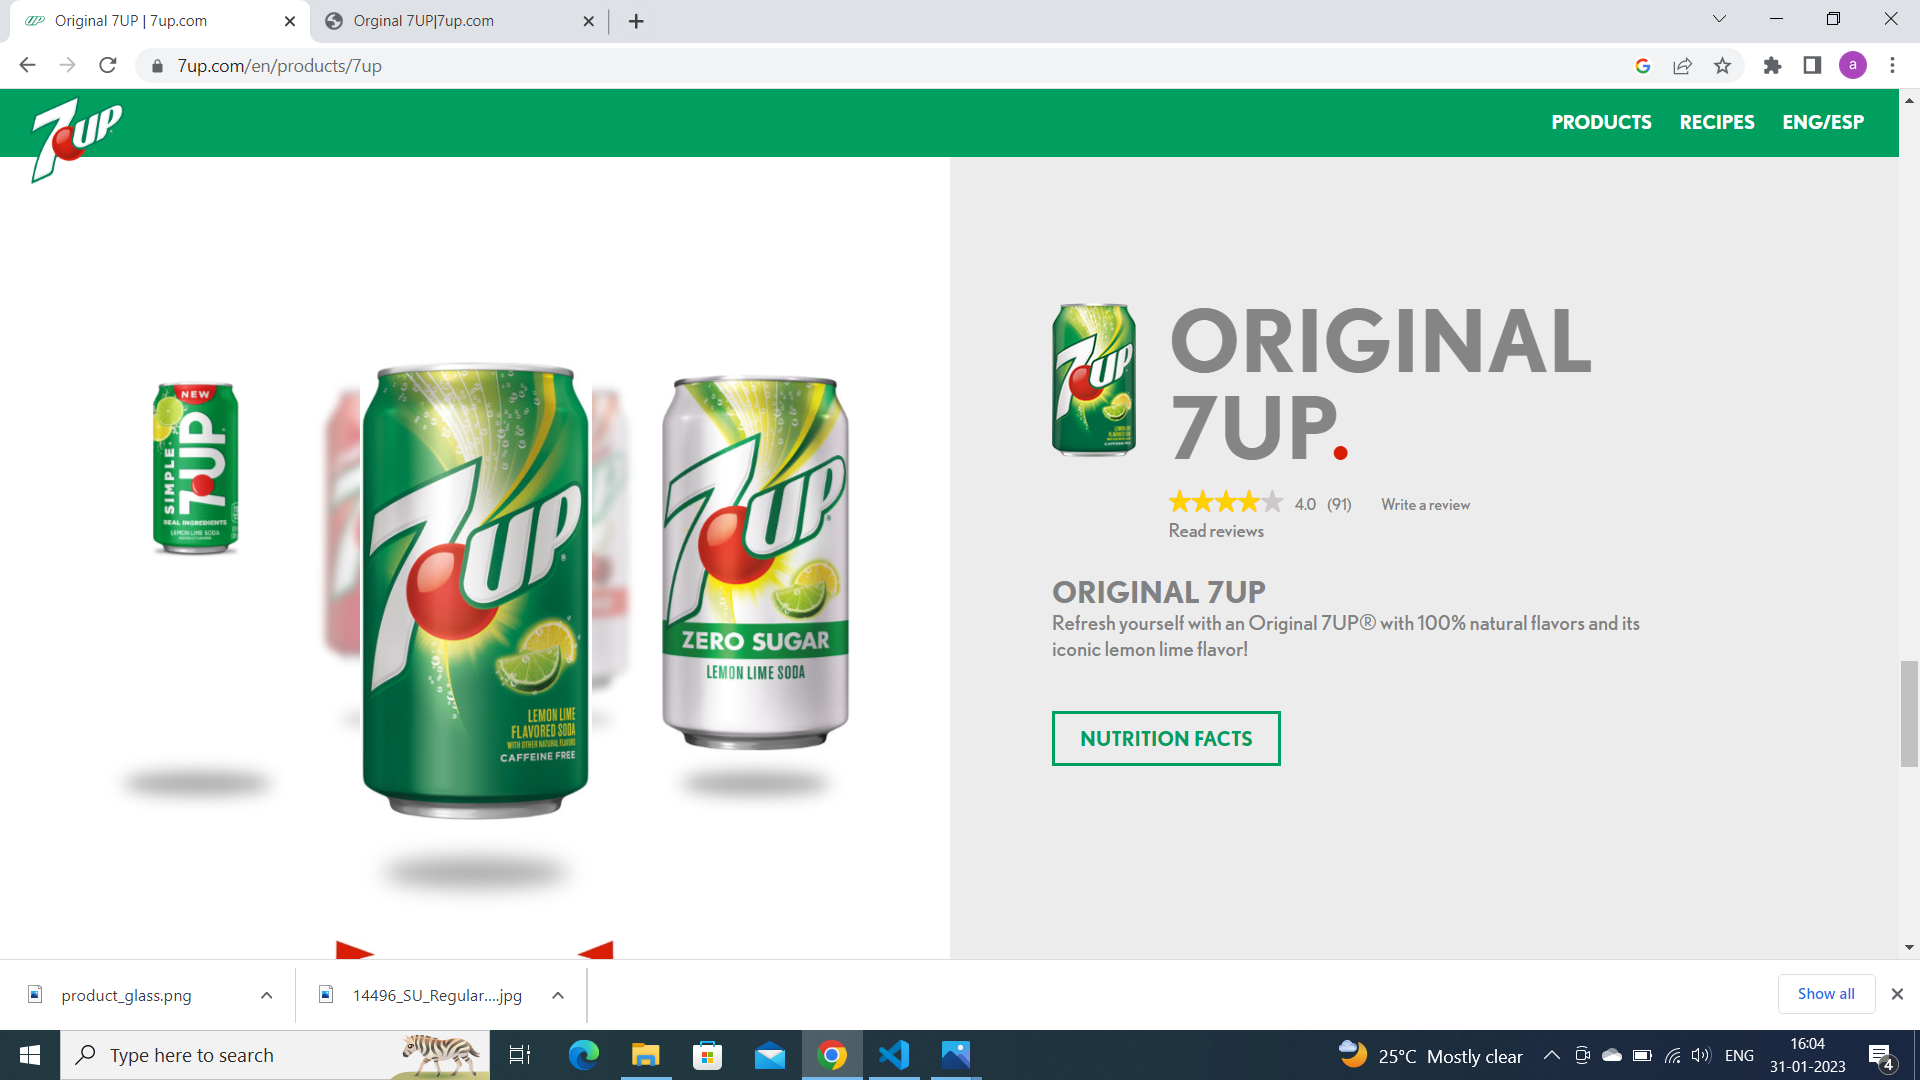 Original 7UP | 7up.com
Orginal 7UP|7up.com
7up.com/en/products/7up
a
7UP
PRODUCTS
RECIPES
ENG/ESP
NEW
SIMPLE
7UP
REAL INGREDIENTS
LEMON LIME SODA
7UP
LEMON LIME
FLAVORED SODA
WITH OTHER NATURAL FLAVORS
CAFFEINE FREE
7UP
ZERO SUGAR
LEMON LIME SODA
7UP
ORIGINAL
7UP.
4.0 (91) Write a review
Read reviews
ORIGINAL 7UP
Refresh yourself with an Original 7UP® with 100% natural flavors and its
iconic lemon lime flavor!
NUTRITION FACTS
product_glass.png
14496_SU_Regular....jpg
Show all
Type here to search
25°C Mostly clear
ENG
16:04
31-01-2023
4